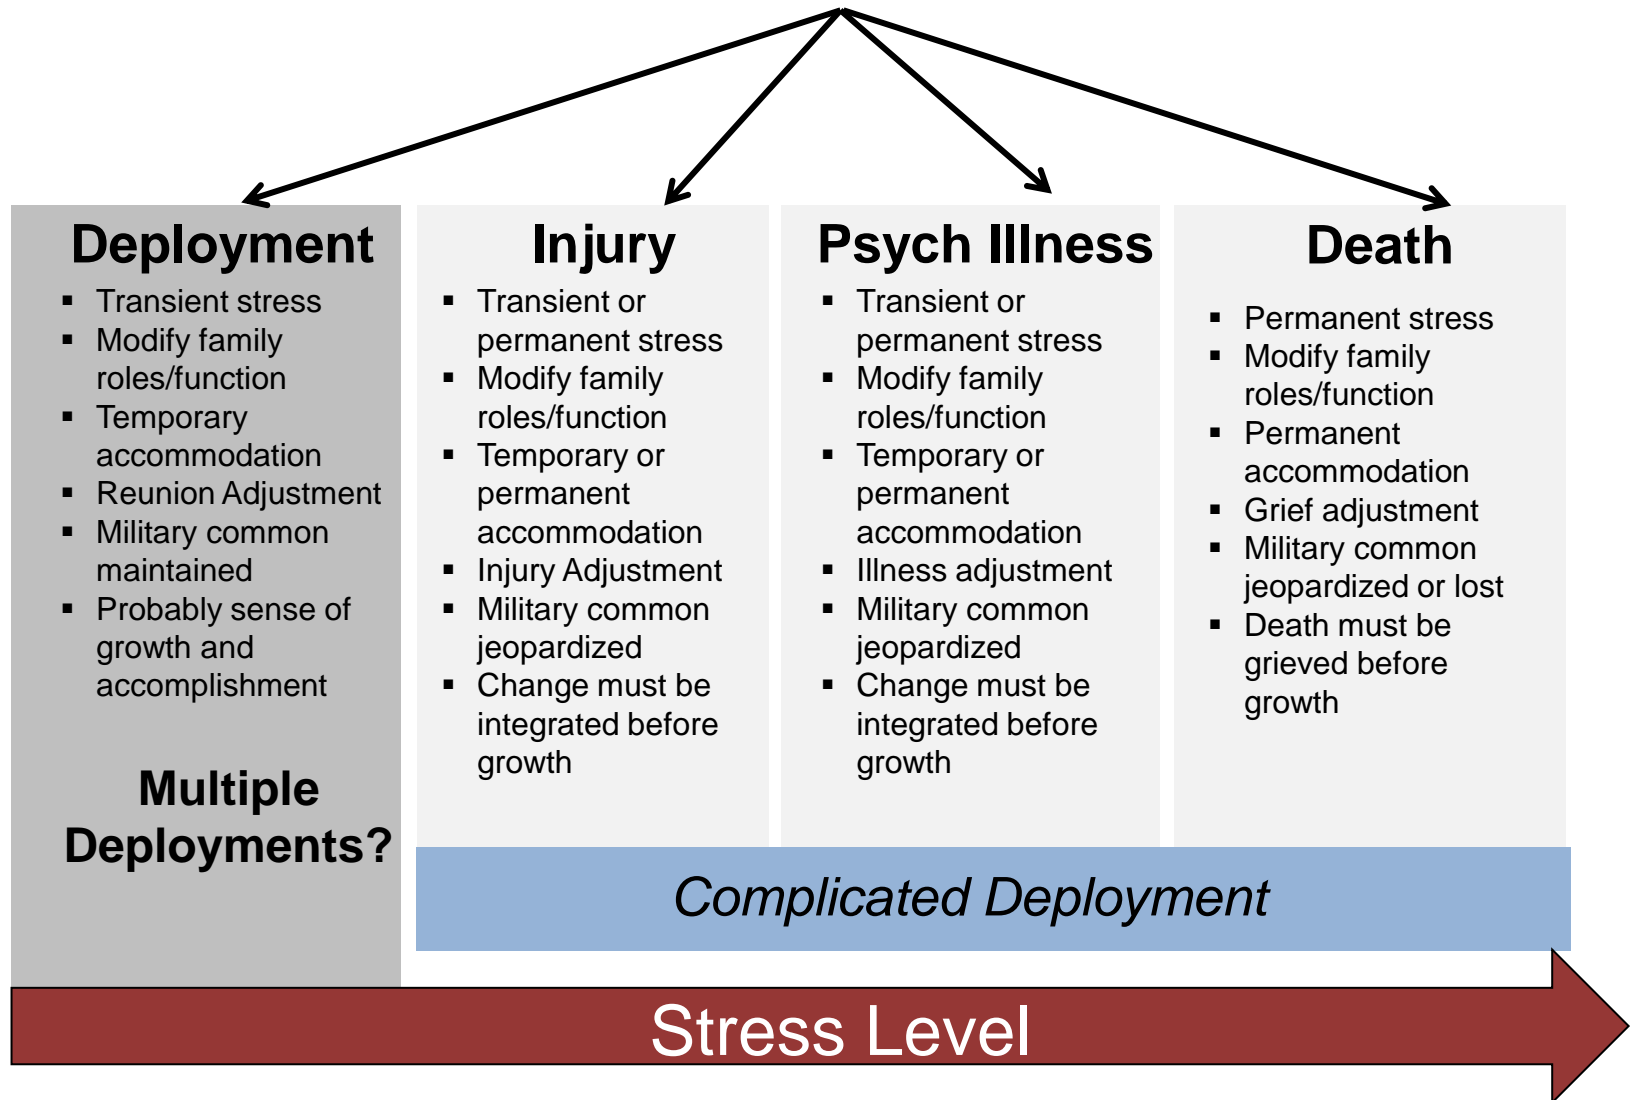 Deployment
▪ Transient stress
▪ Modify family
roles/function
▪ Temporary
accommodation
▪ Reunion Adjustment
▪ Military common
maintained
▪ Probably sense of
growth and
accomplishment
Multiple
Deployments?
Injury
▪ Transient or
permanent stress
▪ Modify family
roles/function
▪ Temporary or
permanent
accommodation
▪ Injury Adjustment
▪ Military common
jeopardized
▪ Change must be
integrated before
growth
Psych Illness
▪ Transient or
permanent stress
▪ Modify family
roles/function
▪ Temporary or
permanent
accommodation
▪ Illness adjustment
▪ Military common
jeopardized
▪ Change must be
integrated before
growth
Death
▪ Permanent stress
▪ Modify family
roles/function
▪ Permanent
accommodation
▪ Grief adjustment
▪ Military common
jeopardized or lost
▪ Death must be
grieved before
growth
Complicated Deployment
Stress Level